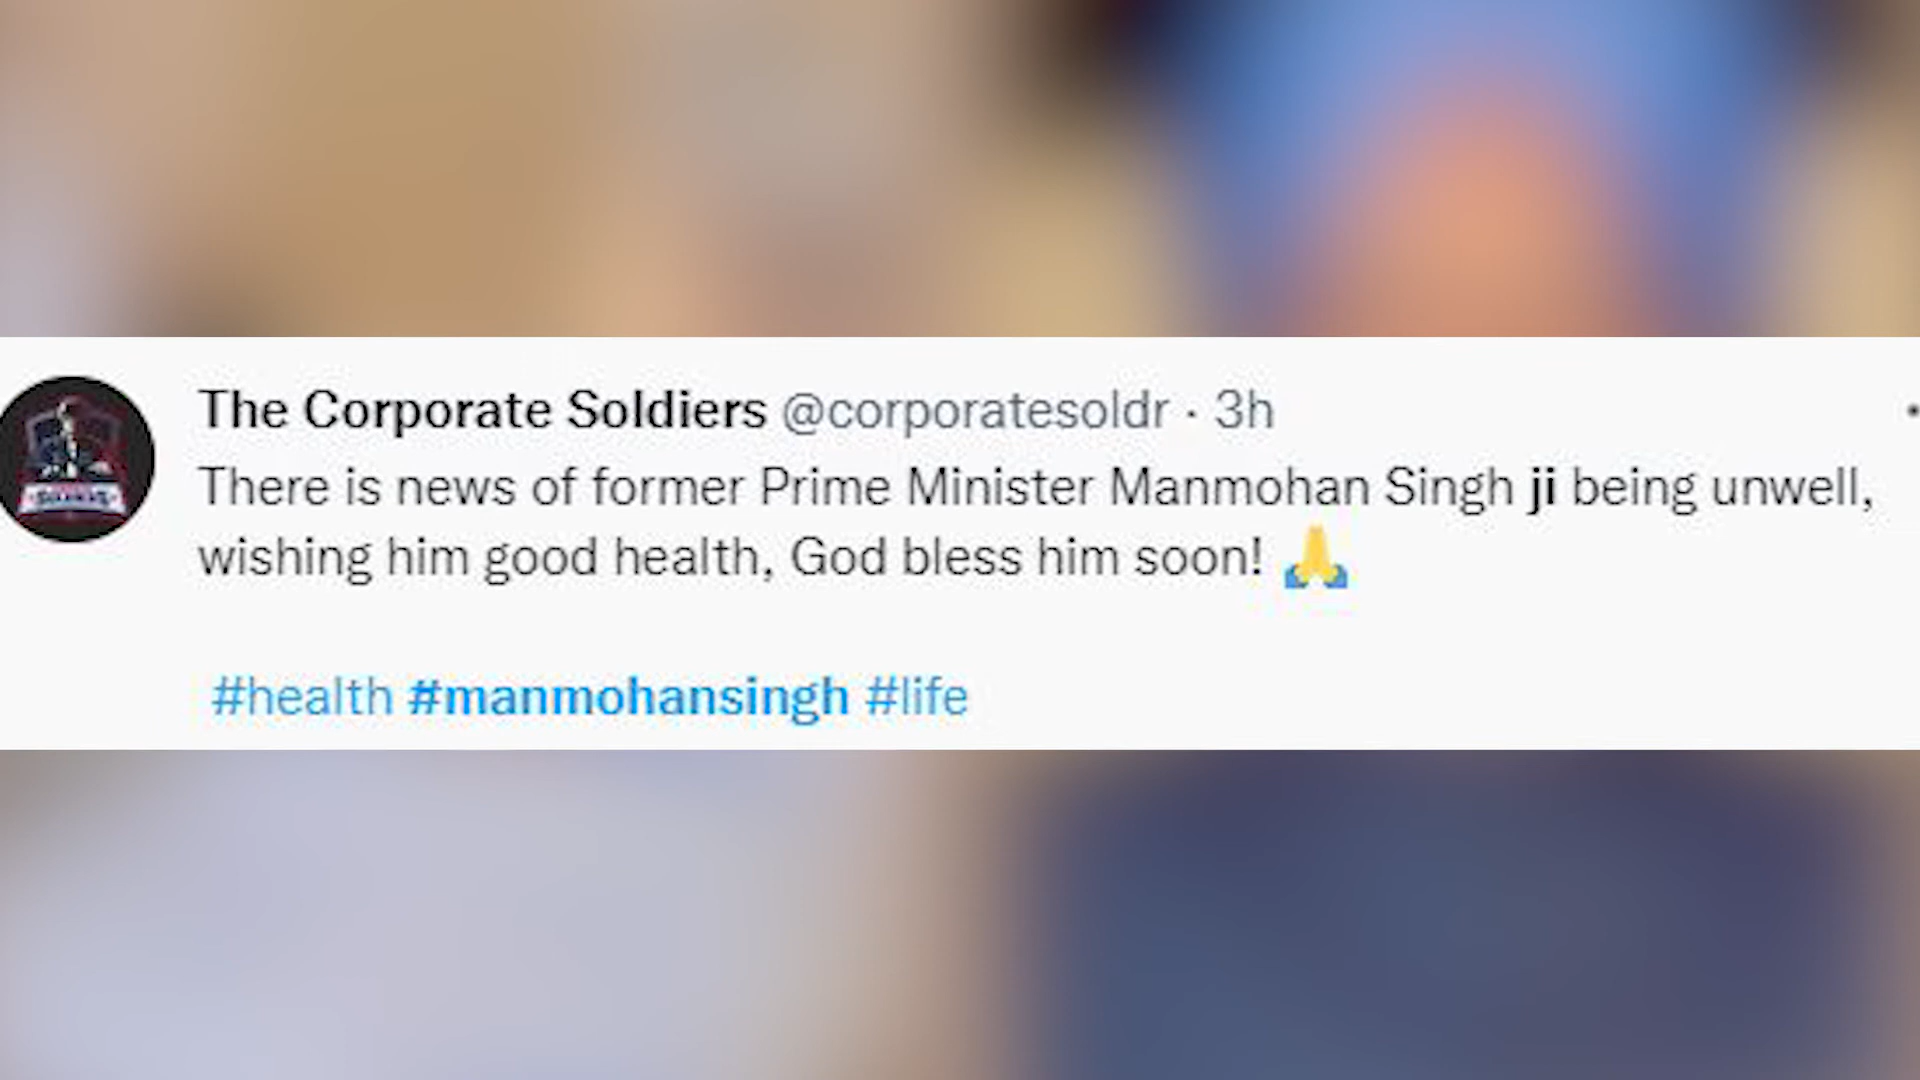 The Corporate Soldiers @corporatesoldr · 3h
There is news of former Prime Minister Manmohan Singh ji being unwell,
wishing him good health, God bless him soon! 🙏
#health #manmohansingh #life